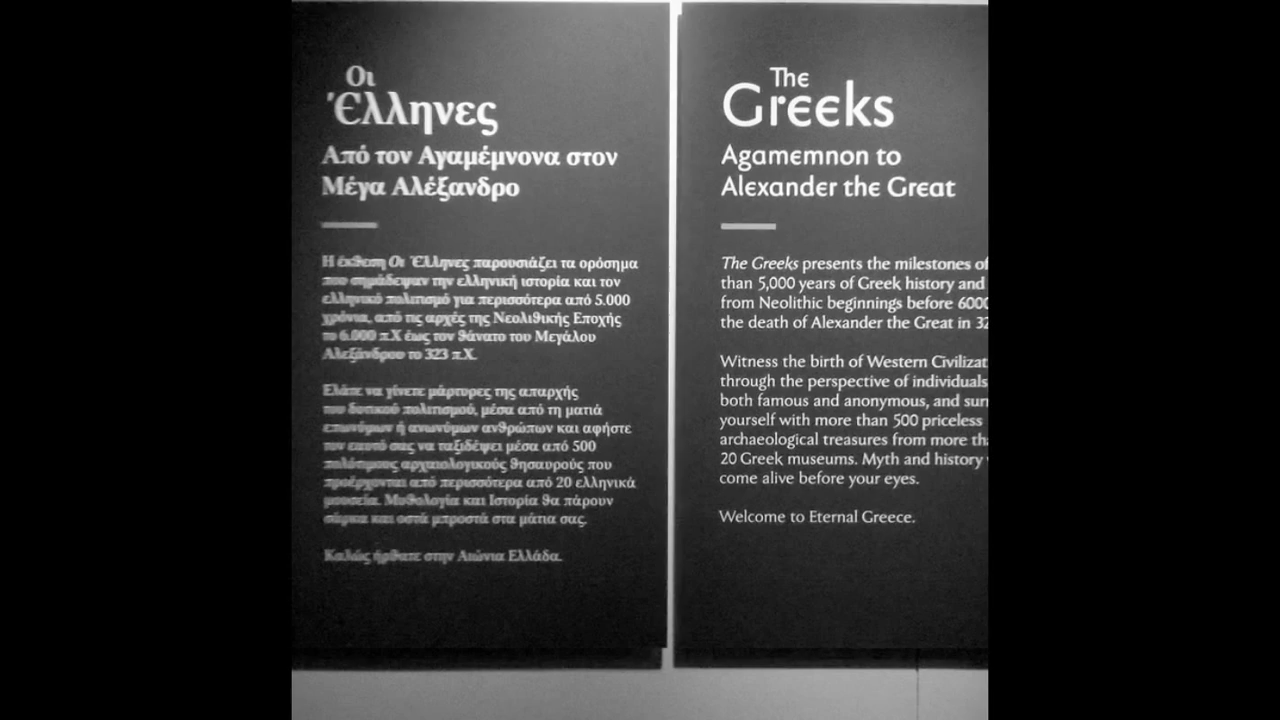 Οι
Έλληνες
Από τον Αγαμέμνονα στον
Μέγα Αλέξανδρο
Η έκθεση Οι Έλληνες παρουσιάζει τα ορόσημα
που σημάδεψαν την ελληνική ιστορία και τον
ελληνικό πολιτισμό για περισσότερα από 5.000
χρόνια, από τις αρχές της Νεολιθικής Εποχής
το 6.000 π.Χ έως τον θάνατο του Μεγάλου
Αλεξάνδρου το 323 π.Χ.
Ελάτε να γίνετε μάρτυρες της απαρχής
του δυτικού πολιτισμού, μέσα από τη ματιά
επωνύμων ή ανωνύμων ανθρώπων και αφήστε
τον εαυτό σας να ταξιδέψει μέσα από 500
πολύτιμους αρχαιολογικούς θησαυρούς που
προέρχονται από περισσότερα από 20 ελληνικά
μουσεία. Μυθολογία και Ιστορία θα πάρουν
σάρκα και οστά μπροστά στα μάτια σας.
Καλώς ήρθατε στην Αιώνια Ελλάδα.
The
Greeks
Agamemnon to
Alexander the Great
The Greeks presents the milestones of
than 5,000 years of Greek history and
from Neolithic beginnings before 6000
the death of Alexander the Great in 32
Witness the birth of Western Civilizat
through the perspective of individuals
both famous and anonymous, and surr
yourself with more than 500 priceless
archaeological treasures from more tha
20 Greek museums. Myth and history
come alive before your eyes.
Welcome to Eternal Greece.